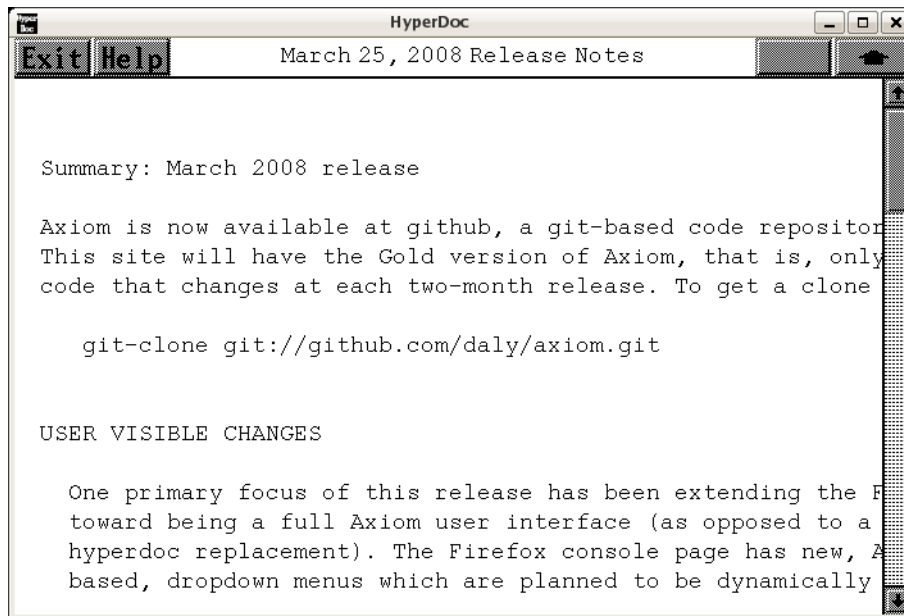 Hyper Doc
HyperDoc
Exit Help March 25, 2008 Release Notes
Summary: March 2008 release
Axiom is now available at github, a git-based code repositor
This site will have the Gold version of Axiom, that is, only
code that changes at each two-month release. To get a clone
git-clone git://github.com/daly/axiom.git
USER VISIBLE CHANGES
One primary focus of this release has been extending the F
toward being a full Axiom user interface (as opposed to a
hyperdoc replacement). The Firefox console page has new, A
based, dropdown menus which are planned to be dynamically